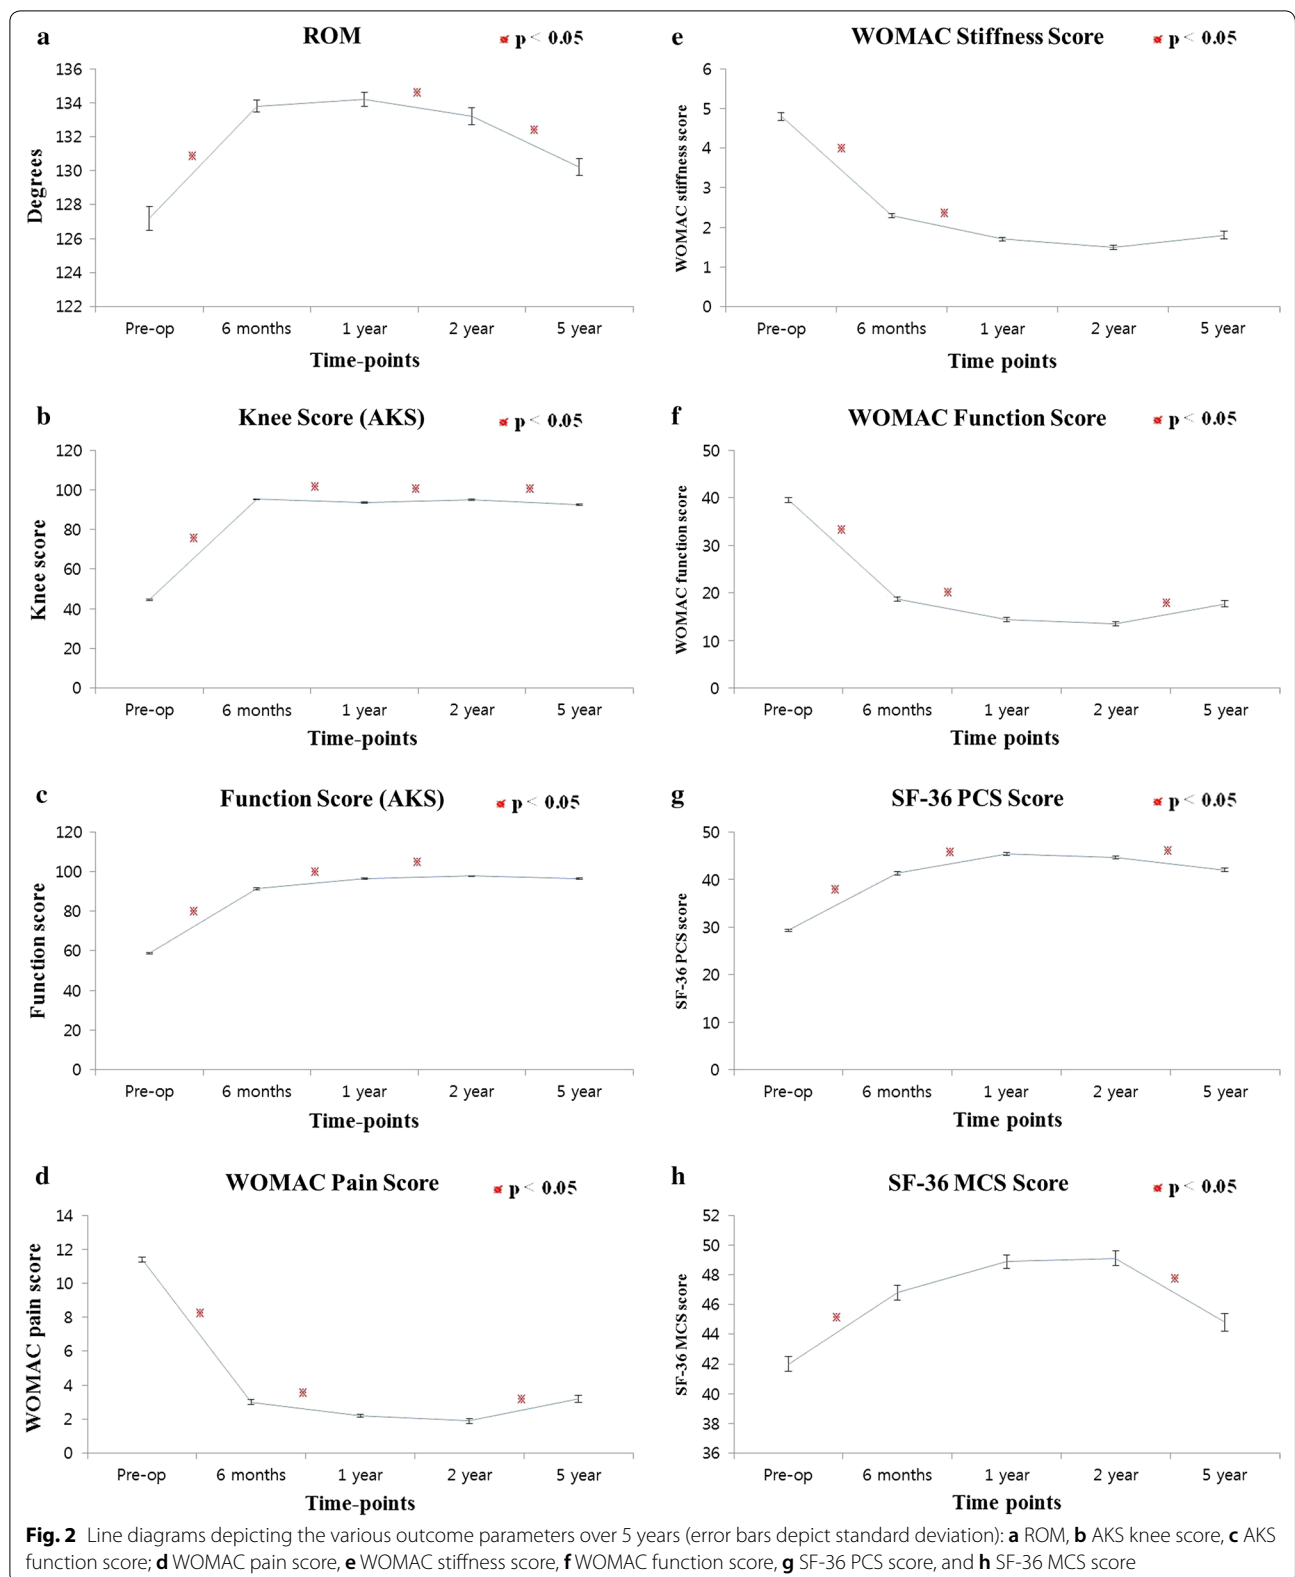 a ROM ※ p < 0.05
136
134
132
130
128
126
124
122
Degrees
Pre-op 6 months 1 year 2 year 5 year
Time-points
b Knee Score (AKS) ※ p < 0.05
120
100
80
60
40
20
0
Knee score
Pre-op 6 months 1 year 2 year 5 year
Time-points
c Function Score (AKS) ※ p < 0.05
120
100
80
60
40
20
0
Function score
Pre-op 6 months 1 year 2 year 5 year
Time-points
d WOMAC Pain Score ※ p < 0.05
14
12
10
8
6
4
2
0
WOMAC pain score
Pre-op 6 months 1 year 2 year 5 year
Time-points
e WOMAC Stiffness Score ※ p < 0.05
6
5
4
3
2
1
0
WOMAC stiffness score
Pre-op 6 months 1 year 2 year 5 year
Time points
f WOMAC Function Score ※ p < 0.05
50
40
30
20
10
0
WOMAC function score
Pre-op 6 months 1 year 2 year 5 year
Time points
g SF-36 PCS Score ※ p < 0.05
50
40
30
20
10
0
SF-36 PCS score
Pre-op 6 months 1 year 2 year 5 year
Time points
h SF-36 MCS Score ※ p < 0.05
52
50
48
46
44
42
40
38
36
SF-36 MCS score
Pre-op 6 months 1 year 2 year 5 year
Time points
Fig. 2 Line diagrams depicting the various outcome parameters over 5 years (error bars depict standard deviation): a ROM, b AKS knee score, c AKS
function score; d WOMAC pain score, e WOMAC stiffness score, f WOMAC function score, g SF-36 PCS score, and h SF-36 MCS score